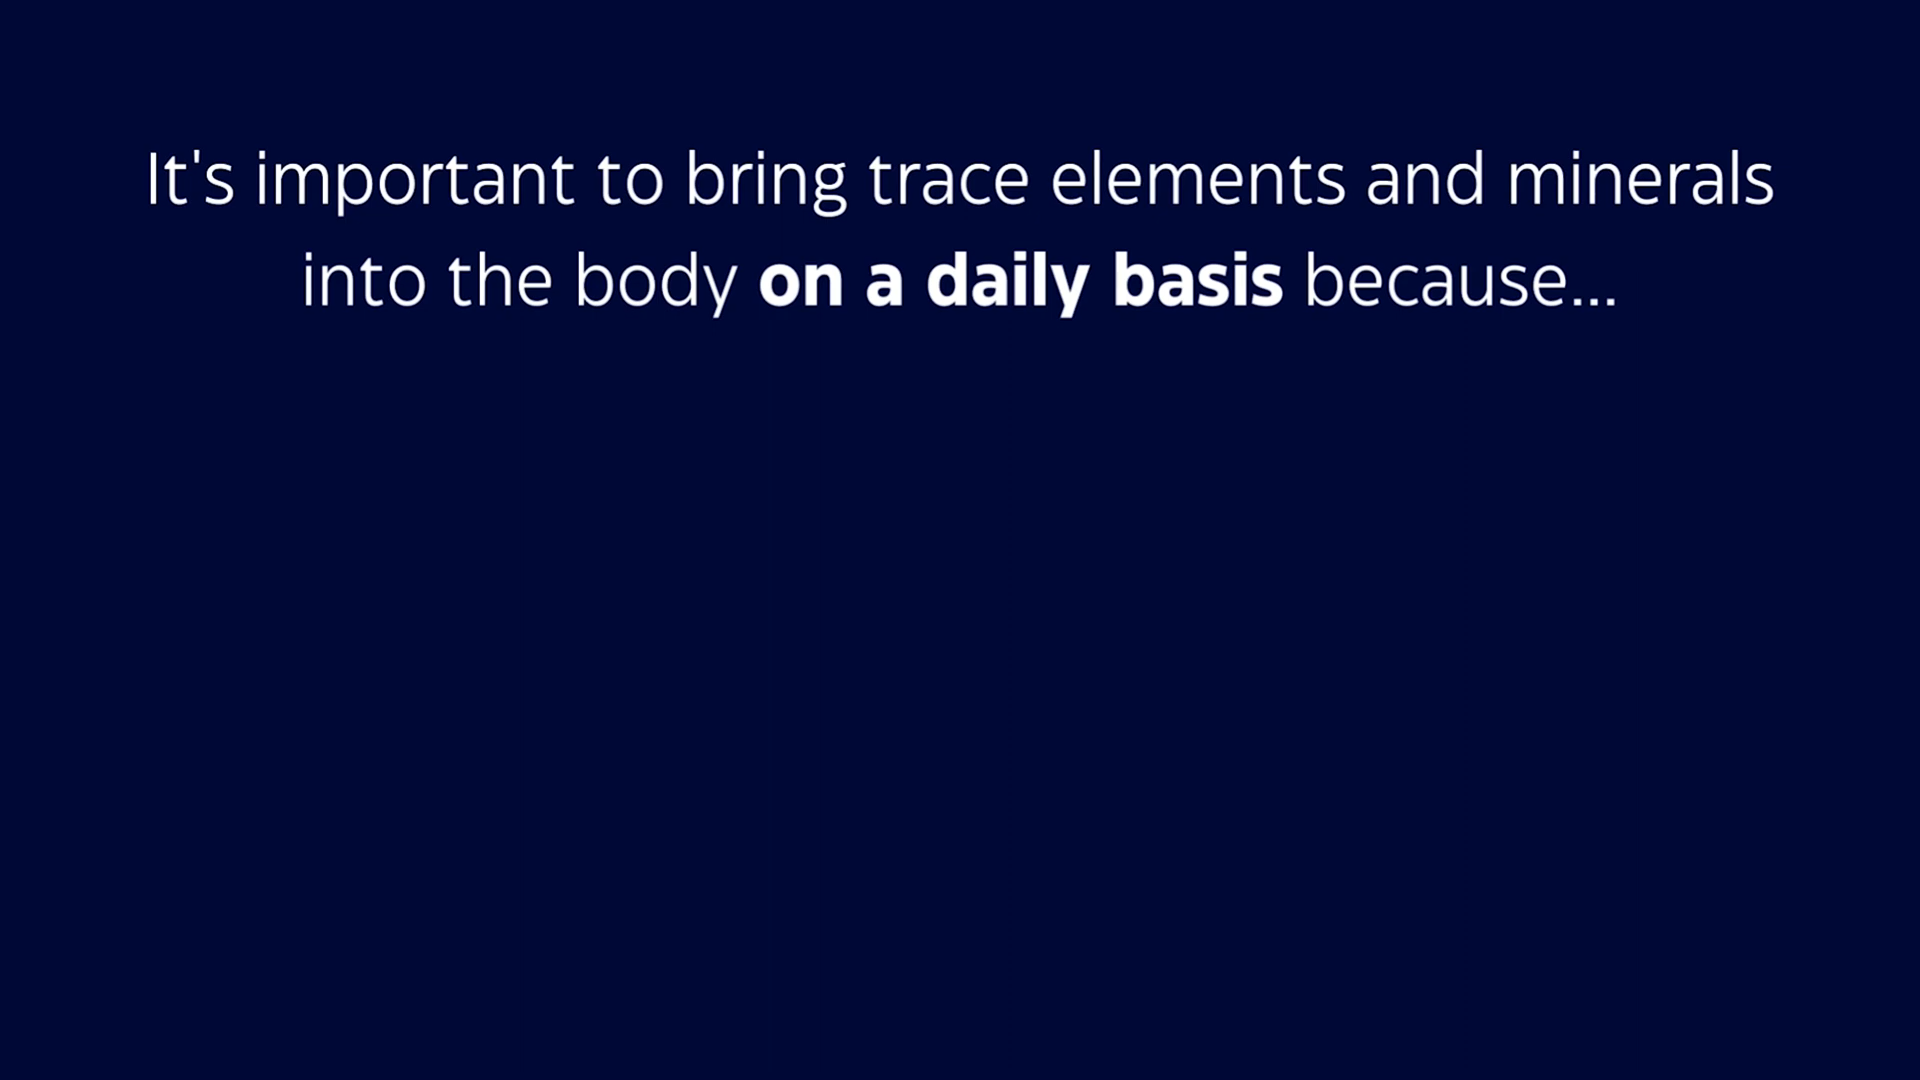 It's important to bring trace elements and minerals
into the body on a daily basis because...